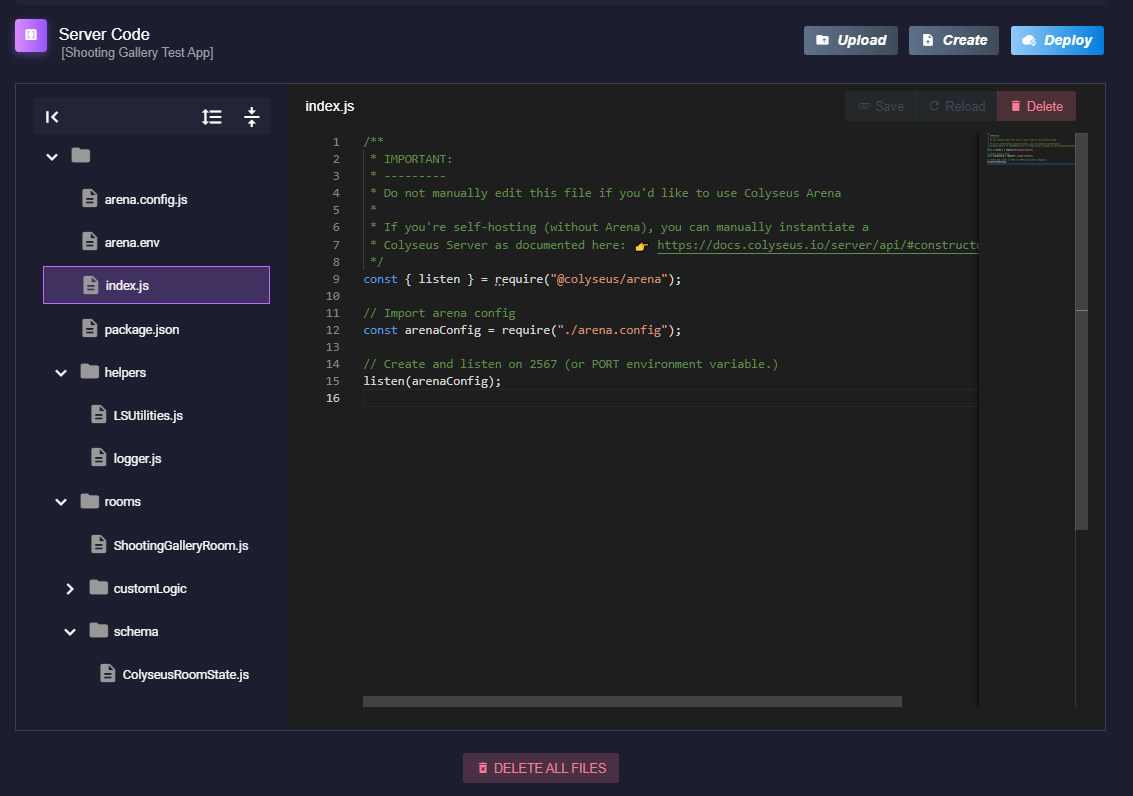 Server Code
[Shooting Gallery Test App]
Upload
Create
Deploy
index.js
Save
Reload
Delete
arena.config.js
arena.env
index.js
package.json
helpers
LSUtilities.js
logger.js
rooms
ShootingGalleryRoom.js
customLogic
schema
ColyseusRoomState.js
1 /**
2 * IMPORTANT:
3 * ---------
4 * Do not manually edit this file if you'd like to use Colyseus Arena
5 *
6 * If you're self-hosting (without Arena), you can manually instantiate a
7 * Colyseus Server as documented here: 👉 https://docs.colyseus.io/server/api/#constructo
8 */
9 const { listen } = require("@colyseus/arena");
10
11 // Import arena config
12 const arenaConfig = require("./arena.config");
13
14 // Create and listen on 2567 (or PORT environment variable.)
15 listen(arenaConfig);
16
DELETE ALL FILES